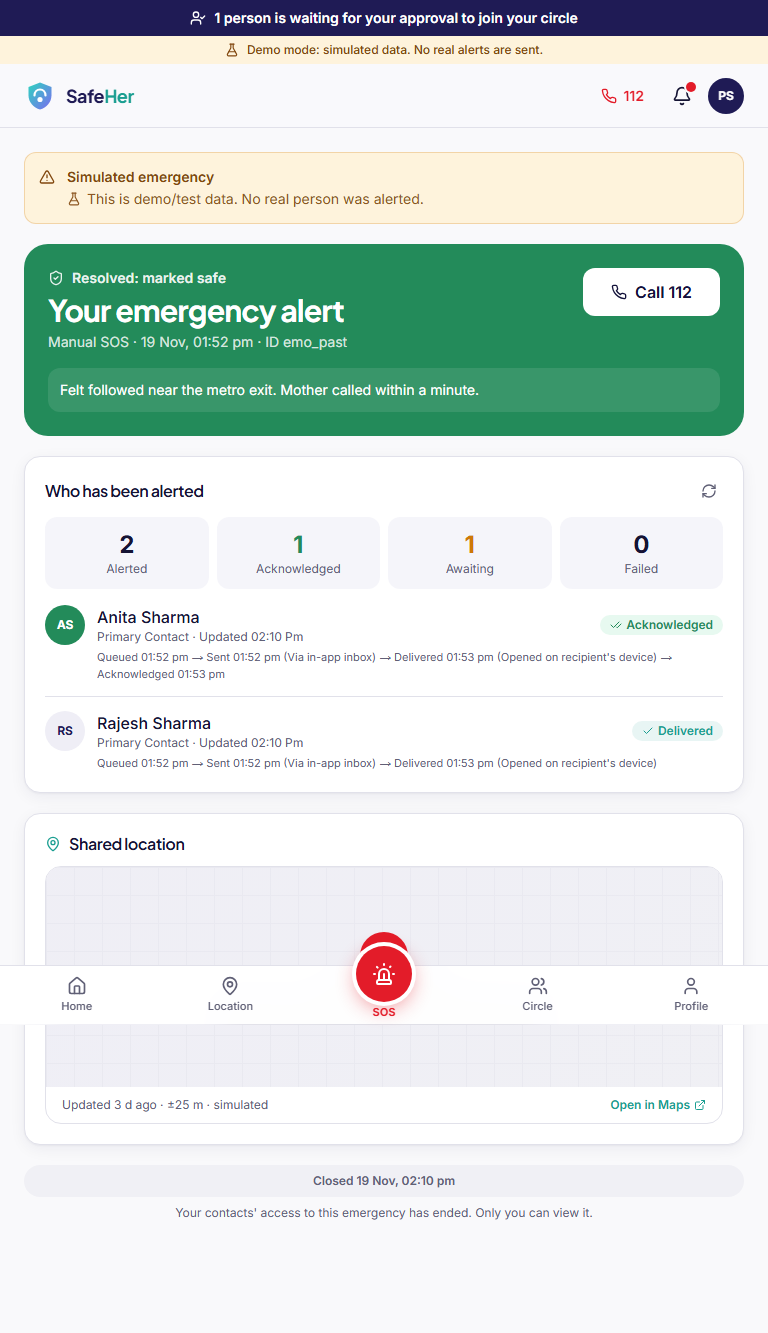 1 person is waiting for your approval to join your circle
Demo mode: simulated data. No real alerts are sent.
SafeHer
112
PS
Simulated emergency
This is demo/test data. No real person was alerted.
Resolved: marked safe
Call 112
Your emergency alert
Manual SOS · 19 Nov, 01:52 pm · ID emo_past
Felt followed near the metro exit. Mother called within a minute.
Who has been alerted
2
1
1
0
Alerted
Acknowledged
Awaiting
Failed
AS
Anita Sharma
Acknowledged
Primary Contact · Updated 02:10 Pm
Queued 01:52 pm → Sent 01:52 pm (Via in-app inbox) → Delivered 01:53 pm (Opened on recipient's device) →
Acknowledged 01:53 pm
RS
Rajesh Sharma
Delivered
Primary Contact · Updated 02:10 Pm
Queued 01:52 pm → Sent 01:52 pm (Via in-app inbox) → Delivered 01:53 pm (Opened on recipient's device)
Shared location
Home
Location
SOS
Circle
Profile
Updated 3 d ago · ±25 m · simulated
Open in Maps
Closed 19 Nov, 02:10 pm
Your contacts' access to this emergency has ended. Only you can view it.